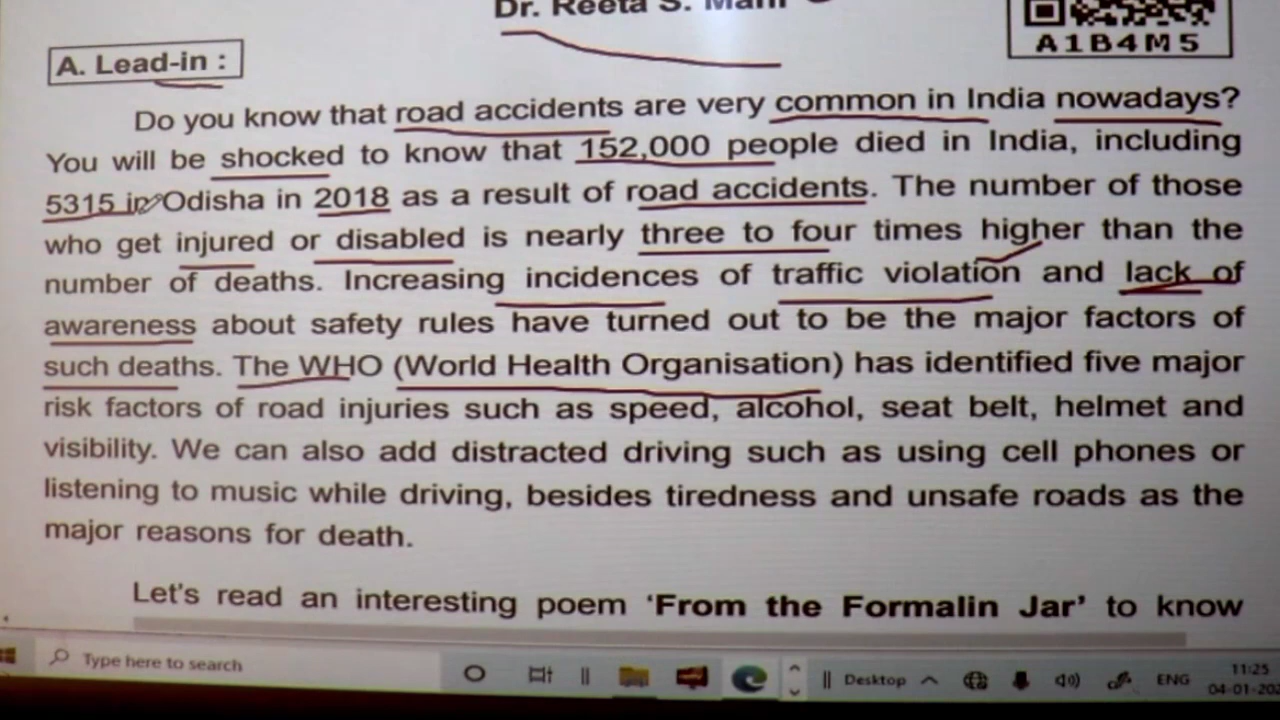 Dr. Reeta S. Mani
A1B4M5
A. Lead-in :
Do you know that road accidents are very common in India nowadays?
You will be shocked to know that 152,000 people died in India, including
5315 in Odisha in 2018 as a result of road accidents. The number of those
who get injured or disabled is nearly three to four times higher than the
number of deaths. Increasing incidences of traffic violation and lack of
awareness about safety rules have turned out to be the major factors of
such deaths. The WHO (World Health Organisation) has identified five major
risk factors of road injuries such as speed, alcohol, seat belt, helmet and
visibility. We can also add distracted driving such as using cell phones or
listening to music while driving, besides tiredness and unsafe roads as the
major reasons for death.
Let's read an interesting poem 'From the Formalin Jar' to know
Type here to search
Desktop
ENG
11:25
04-01-202